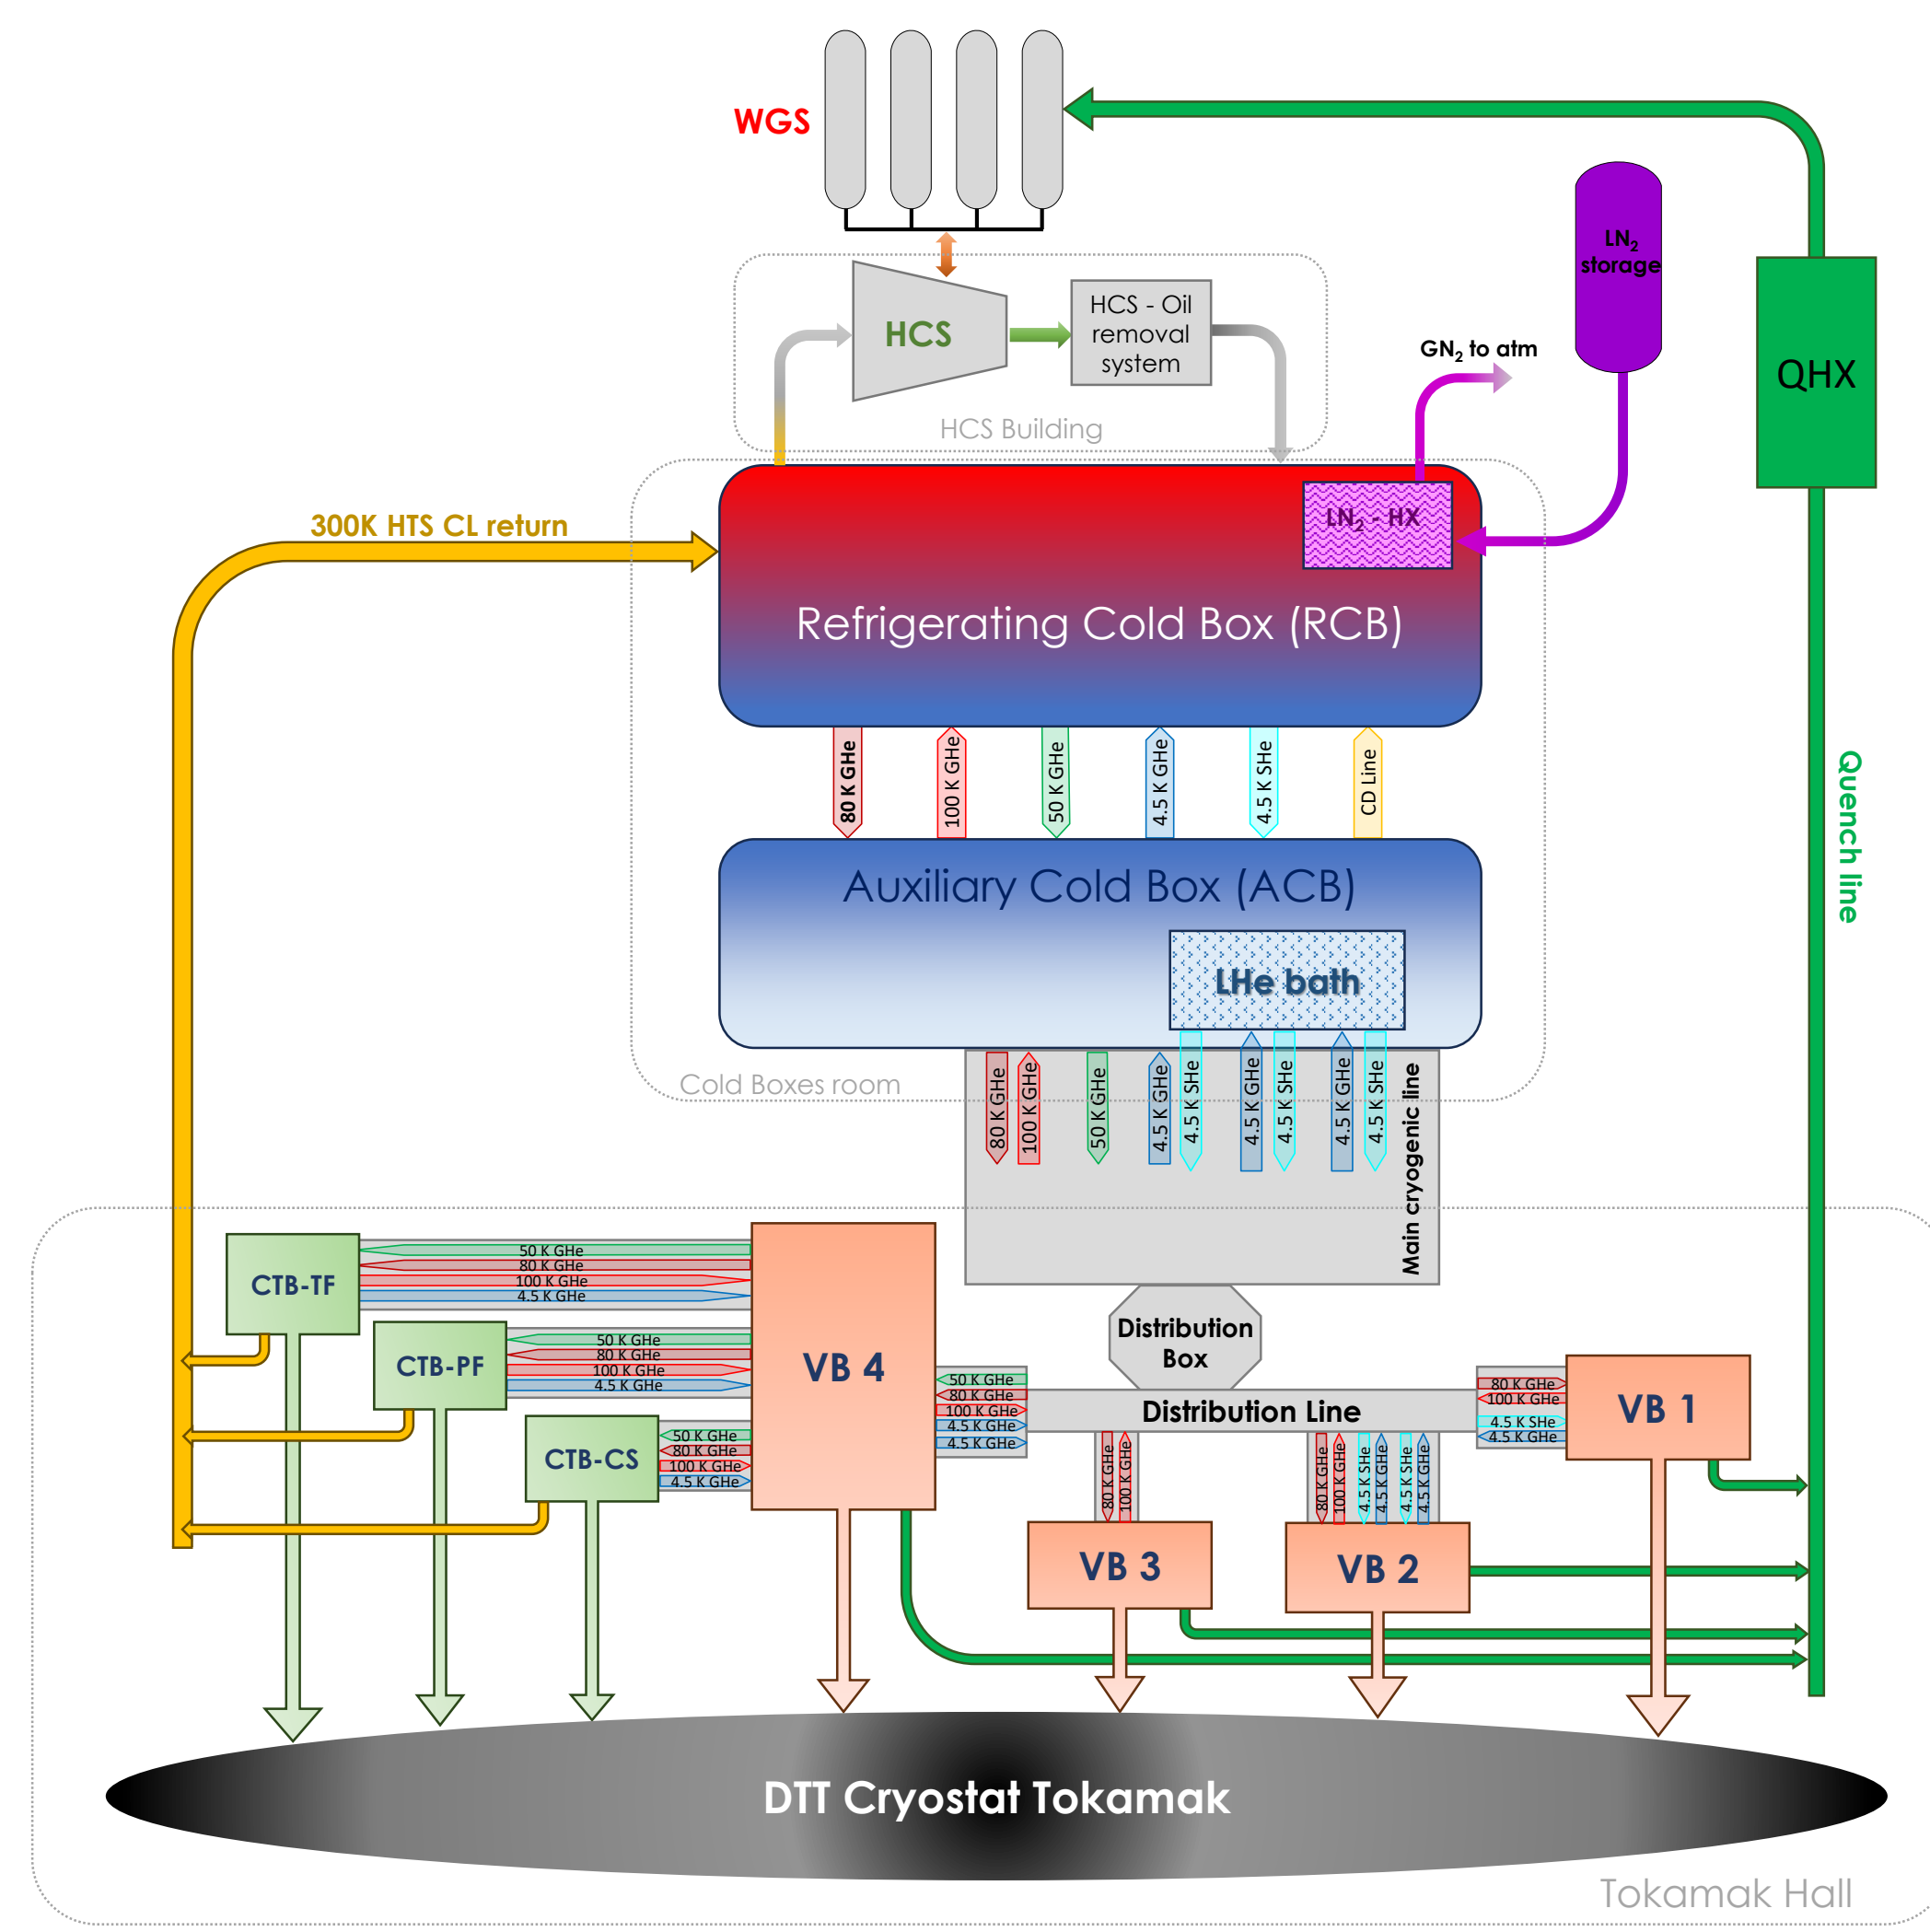 WGS
LN2
storage
HCS
HCS - Oil
removal
system
GN2 to atm
QHX
HCS Building
300K HTS CL return
LN2 - HX
Refrigerating Cold Box (RCB)
80 K GHe
100 K GHe
50 K GHe
4.5 K GHe
4.5 K SHe
CD Line
Quench line
Auxiliary Cold Box (ACB)
LHe bath
Cold Boxes room
80 K GHe
100 K GHe
50 K GHe
4.5 K GHe
4.5 K SHe
4.5 K GHe
4.5 K SHe
4.5 K GHe
4.5 K SHe
Main cryogenic line
CTB-TF
50 K GHe
80 K GHe
100 K GHe
4.5 K GHe
CTB-PF
50 K GHe
80 K GHe
100 K GHe
4.5 K GHe
CTB-CS
50 K GHe
80 K GHe
100 K GHe
4.5 K GHe
VB 4
50 K GHe
80 K GHe
100 K GHe
4.5 K GHe
4.5 K GHe
Distribution
Box
Distribution Line
80 K GHe
100 K GHe
4.5 K SHe
4.5 K GHe
VB 1
80 K GHe
100 K GHe
VB 3
80 K GHe
100 K GHe
4.5 K SHe
4.5 K GHe
4.5 K SHe
4.5 K GHe
VB 2
DTT Cryostat Tokamak
Tokamak Hall